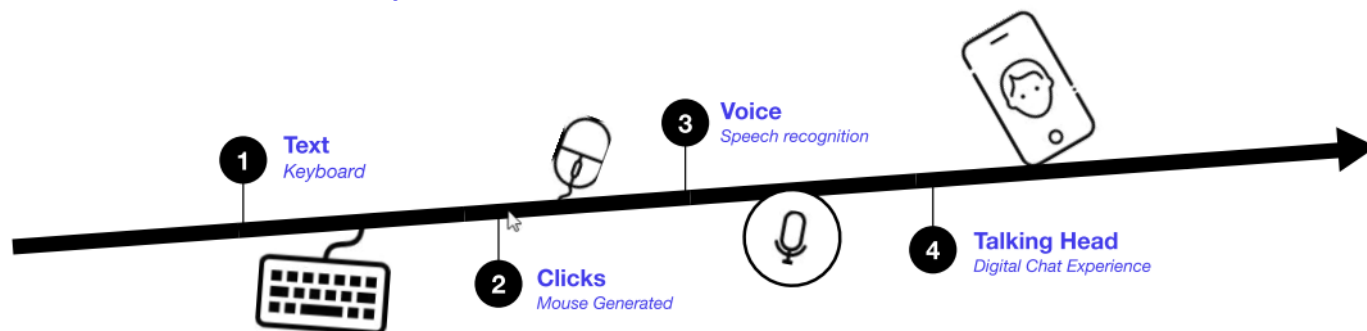 1
Text
Keyboard
2
Clicks
Mouse Generated
3
Voice
Speech recognition
4
Talking Head
Digital Chat Experience